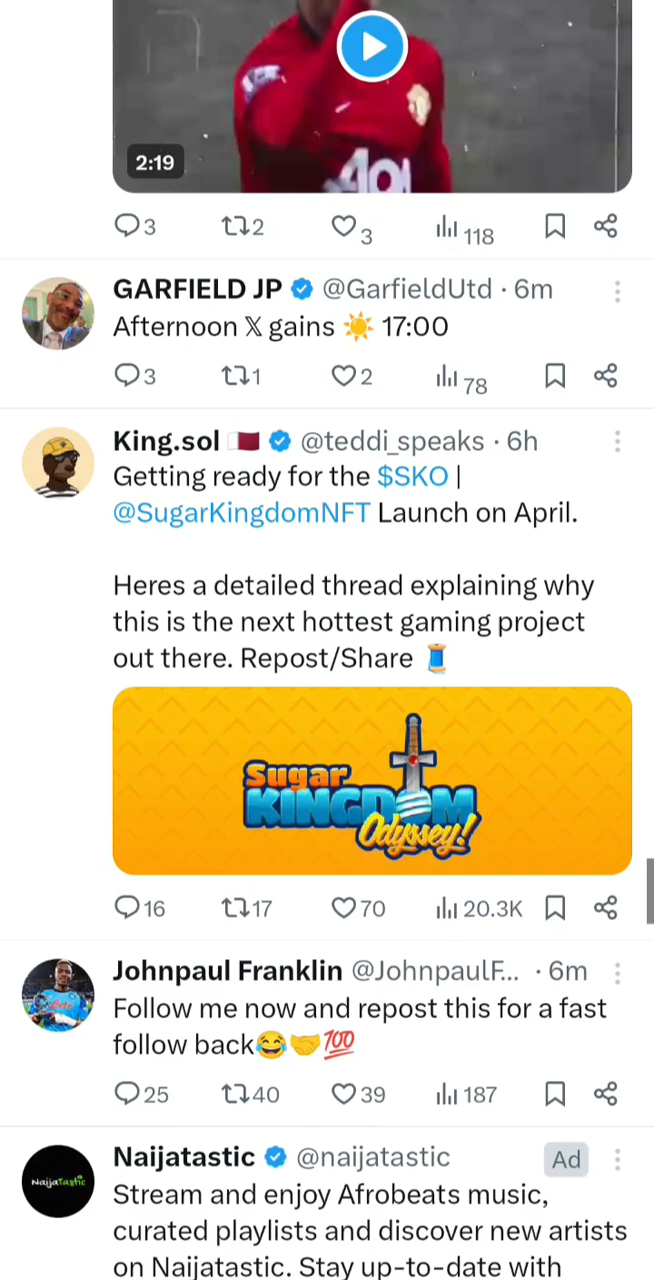 2:19
3 2 3 118
GARFIELD JP @GarfieldUtd · 6m
Afternoon 𝕏 gains ☀️ 17:00
3 1 2 78
King.sol 🇶🇦 @teddi_speaks · 6h
Getting ready for the $SKO |
@SugarKingdomNFT Launch on April.
Heres a detailed thread explaining why
this is the next hottest gaming project
out there. Repost/Share 🧵
Sugar
KINGDOM
Odyssey!
16 17 70 20.3K
Johnpaul Franklin @JohnpaulF... · 6m
Follow me now and repost this for a fast
follow back😂🤝💯
25 40 39 187
NaijaTastic
Naijatastic @naijatastic Ad
Stream and enjoy Afrobeats music,
curated playlists and discover new artists
on Naijatastic. Stay up-to-date with